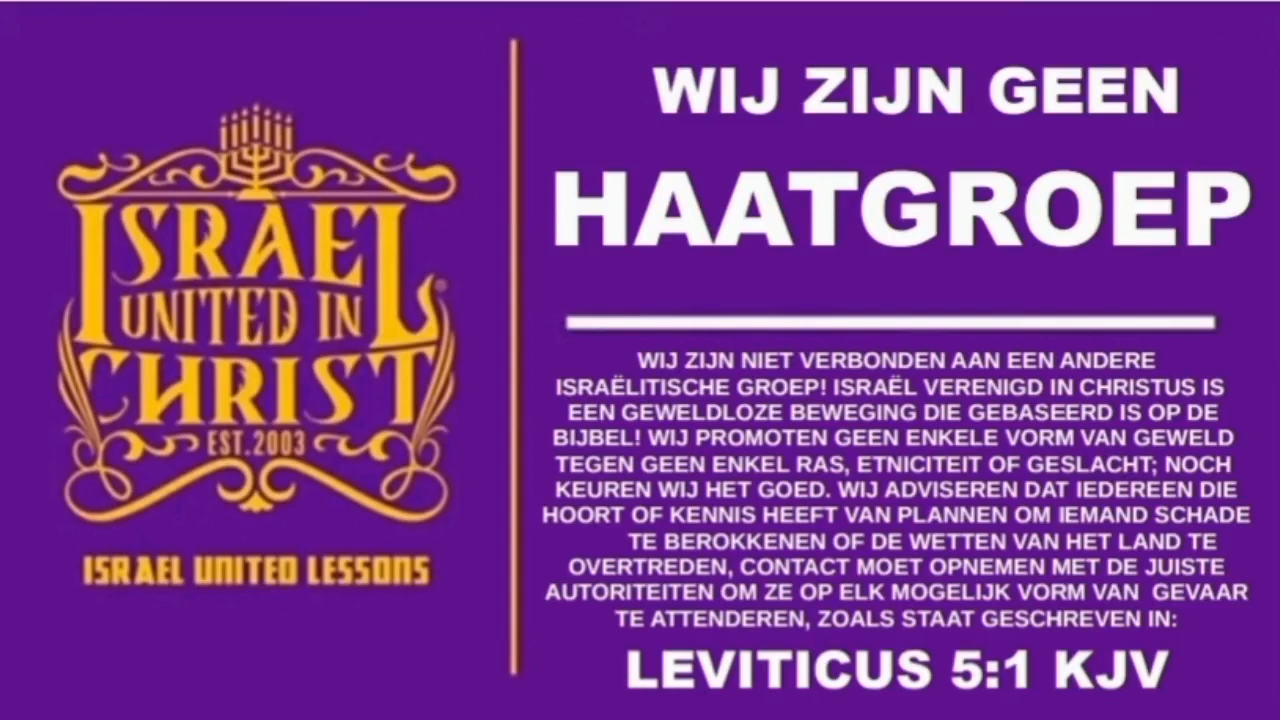 ISRAEL
UNITED IN
CHRIST
EST.2003
ISRAEL UNITED LESSONS
WIJ ZIJN GEEN
HAATGROEP
WIJ ZIJN NIET VERBONDEN AAN EEN ANDERE
ISRAËLITISCHE GROEP! ISRAËL VERENIGD IN CHRISTUS IS
EEN GEWELDLOZE BEWEGING DIE GEBASEERD IS OP DE
BIJBEL! WIJ PROMOTEN GEEN ENKELE VORM VAN GEWELD
TEGEN GEEN ENKEL RAS, ETNICITEIT OF GESLACHT; NOCH
KEUREN WIJ HET GOED. WIJ ADVISEREN DAT IEDEREEN DIE
HOORT OF KENNIS HEEFT VAN PLANNEN OM IEMAND SCHADE
TE BEROKKENEN OF DE WETTEN VAN HET LAND TE
OVERTREDEN, CONTACT MOET OPNEMEN MET DE JUISTE
AUTORITEITEN OM ZE OP ELK MOGELIJK VORM VAN GEVAAR
TE ATTENDEREN, ZOALS STAAT GESCHREVEN IN:
LEVITICUS 5:1 KJV